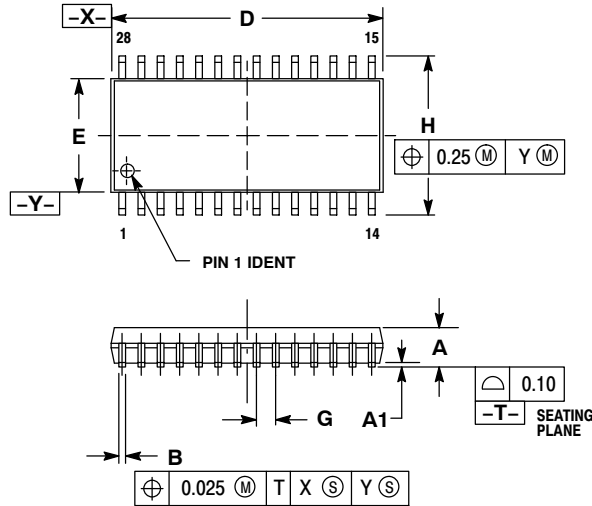 –X–
D
28 15
E
H
⌖ 0.25 Ⓜ Y Ⓜ
–Y–
1 14
PIN 1 IDENT
A
G A1
⌓ 0.10
–T– SEATING
PLANE
B
⌖ 0.025 Ⓜ T X Ⓢ Y Ⓢ